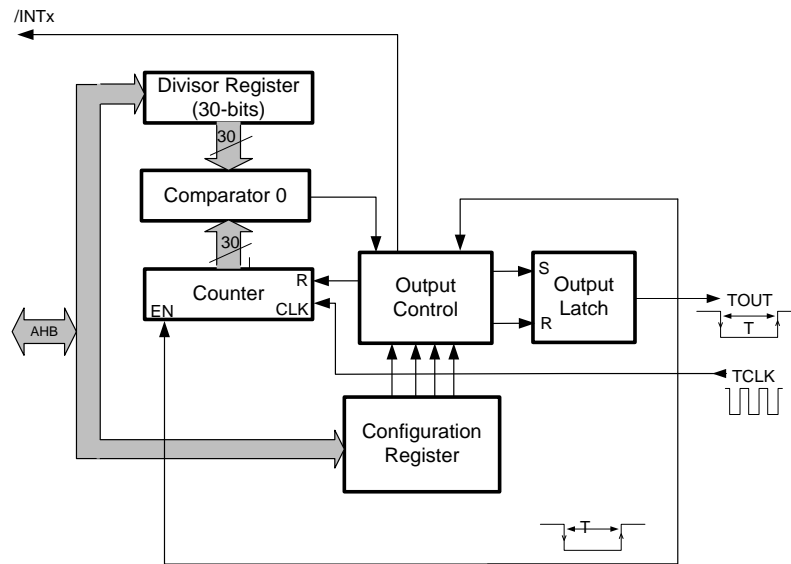 /INTx
Divisor Register
(30-bits)
30
Comparator 0
30
R
Counter
EN
CLK
Output
Control
S
Output
Latch
R
TOUT
T
AHB
TCLK
Configuration
Register
T